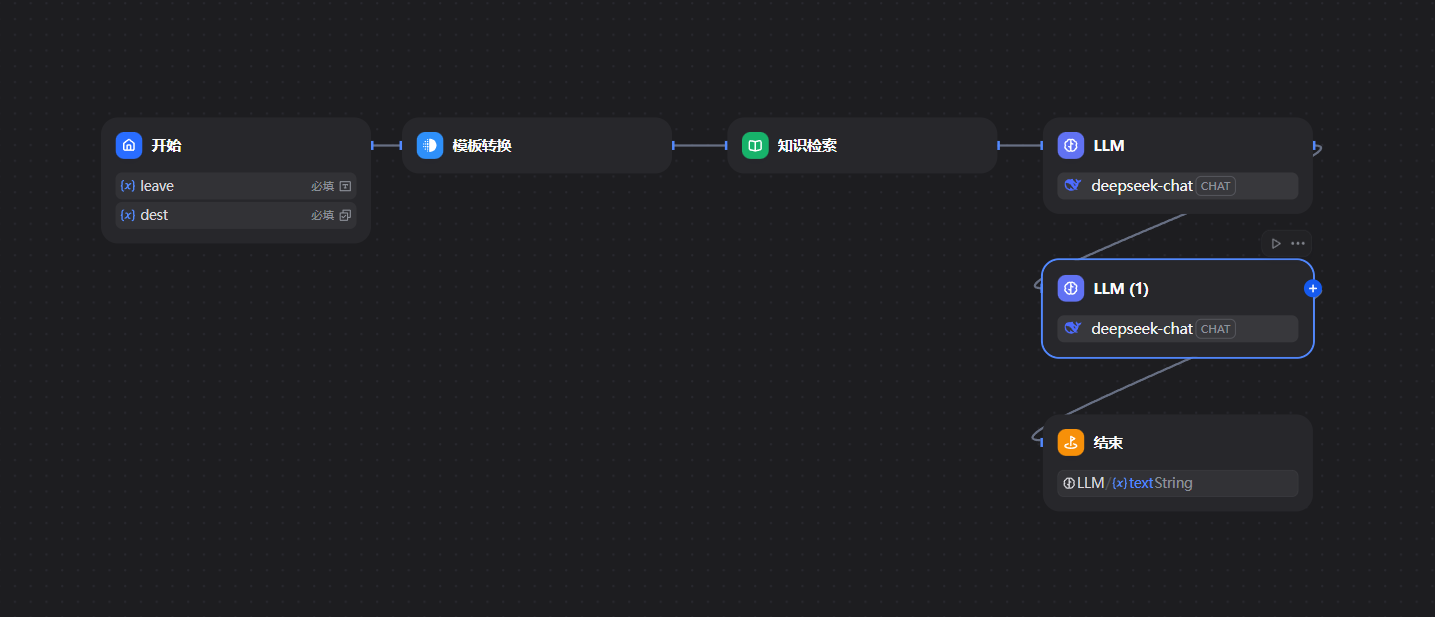 开始
{x} leave 必填
{x} dest 必填
模板转换
知识检索
LLM
deepseek-chat CHAT
LLM (1)
deepseek-chat CHAT
结束
LLM/{x}textString